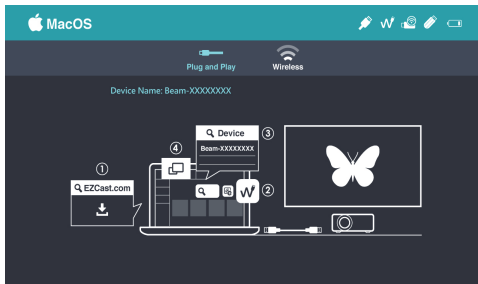 MacOS
Plug and Play
Wireless
Device Name: Beam-XXXXXXXX
④
Device
③
Beam-XXXXXXXX
①
EZCast.com
②